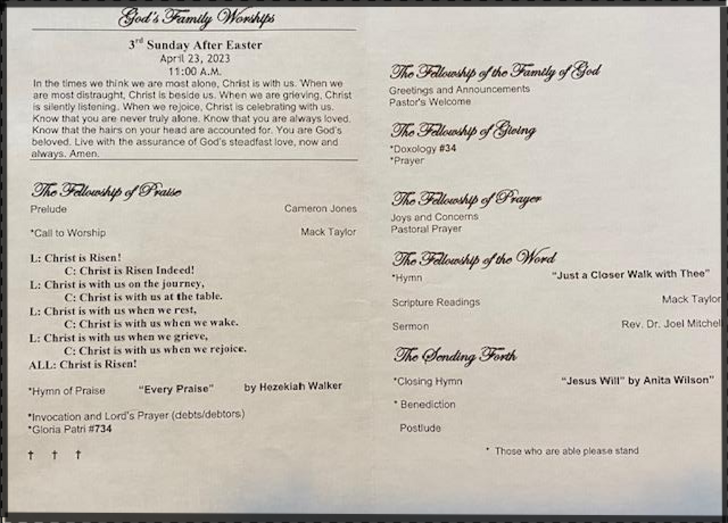 God's Family Worships
3rd Sunday After Easter
April 23, 2023
11:00 A.M.
In the times we think we are most alone, Christ is with us. When we
are most distraught, Christ is beside us. When we are grieving, Christ
is silently listening. When we rejoice, Christ is celebrating with us.
Know that you are never truly alone. Know that you are always loved.
Know that the hairs on your head are accounted for. You are God's
beloved. Live with the assurance of God's steadfast love, now and
always. Amen.
The Fellowship of Praise
Prelude Cameron Jones
*Call to Worship Mack Taylor
L: Christ is Risen!
C: Christ is Risen Indeed!
L: Christ is with us on the journey,
C: Christ is with us at the table.
L: Christ is with us when we rest,
C: Christ is with us when we wake.
L: Christ is with us when we grieve,
C: Christ is with us when we rejoice.
ALL: Christ is Risen!
*Hymn of Praise "Every Praise" by Hezekiah Walker
*Invocation and Lord's Prayer (debts/debtors)
*Gloria Patri #734
† † †
The Fellowship of the Family of God
Greetings and Announcements
Pastor's Welcome
The Fellowship of Giving
*Doxology #34
*Prayer
The Fellowship of Prayer
Joys and Concerns
Pastoral Prayer
The Fellowship of the Word
*Hymn "Just a Closer Walk with Thee"
Scripture Readings Mack Taylor
Sermon Rev. Dr. Joel Mitchel
The Sending Forth
*Closing Hymn "Jesus Will" by Anita Wilson"
* Benediction
Postlude
* Those who are able please stand